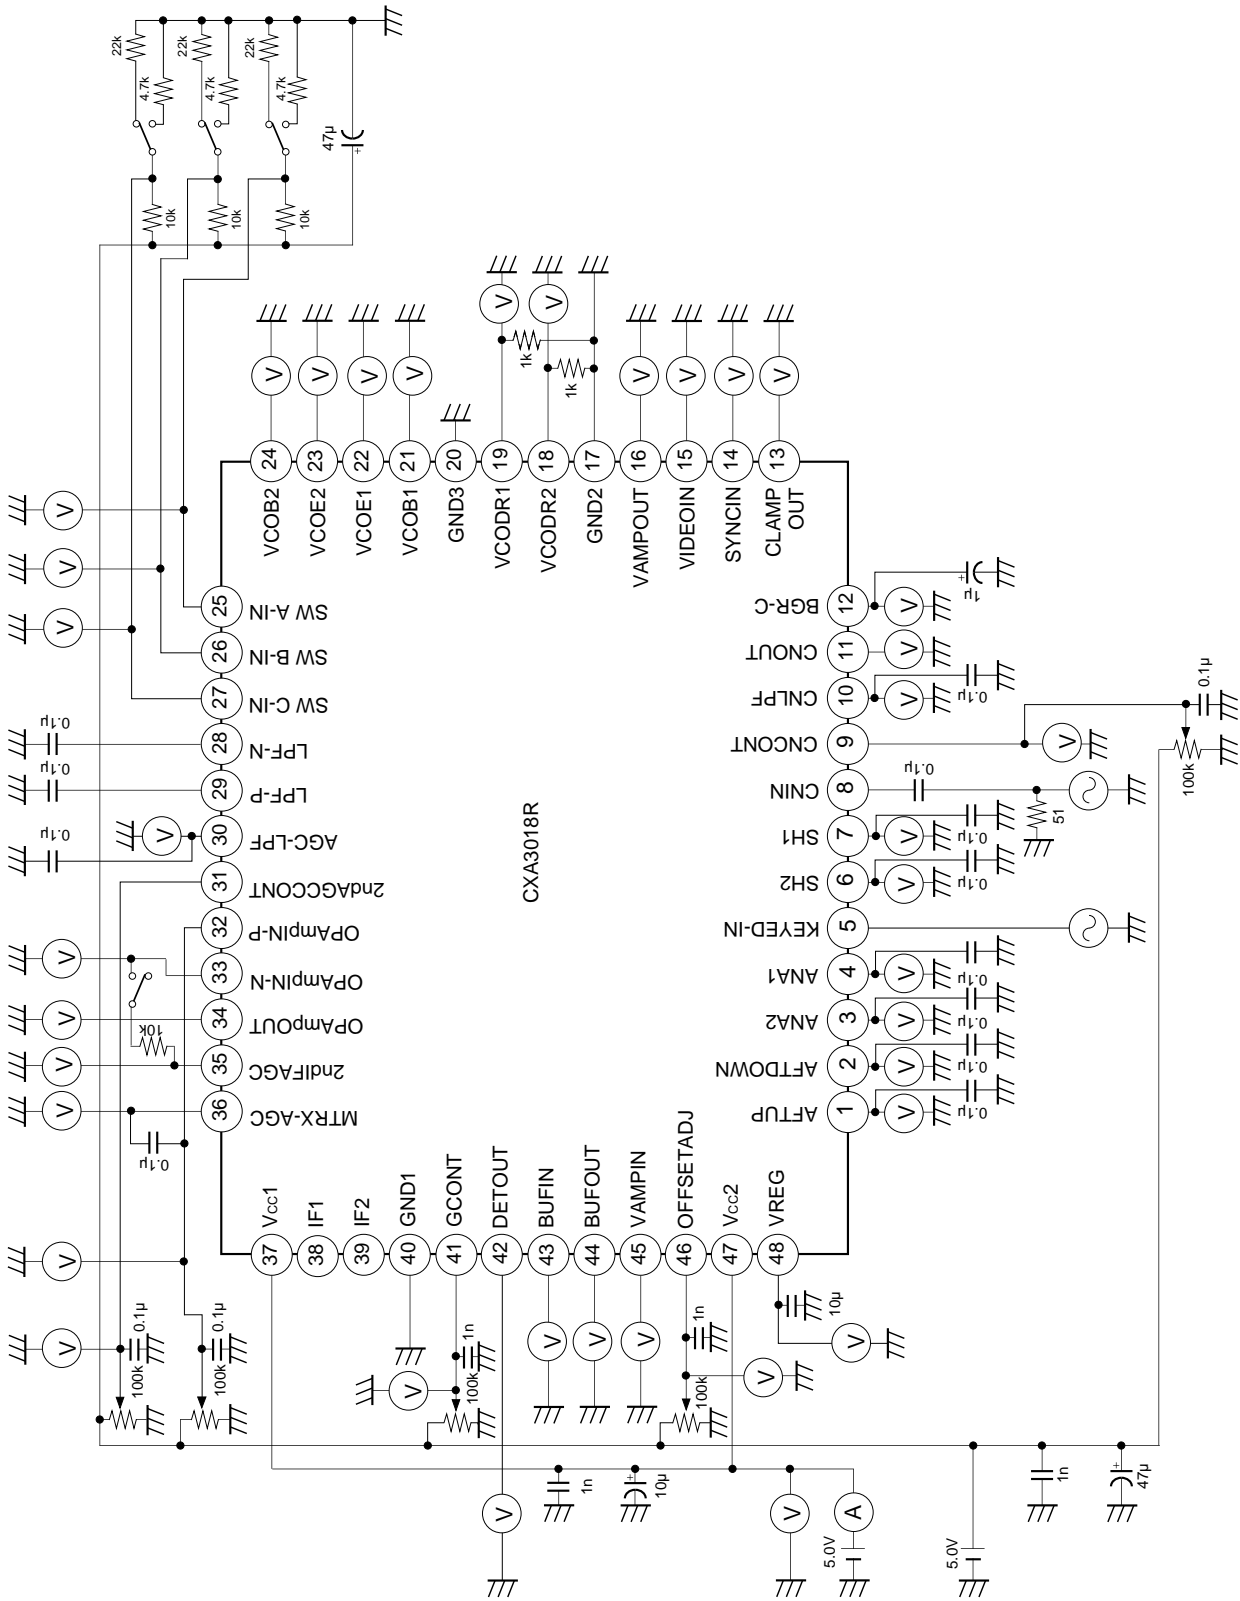 22k
4.7k
22k
4.7k
22k
4.7k
47μ
+
10k
10k
10k
V
V
V
V
V
V
1k
1k
V
V
V
V
24
23
22
21
20
19
18
17
16
15
14
13
VCOB2
VCOE2
VCOE1
VCOB1
GND3
VCODR1
VCODR2
GND2
VAMPOUT
VIDEOIN
SYNCIN
CLAMP
OUT
V
V
V
25
SW A-IN
26
SW B-IN
27
SW C-IN
0.1μ
28
LPF-N
0.1μ
29
LPF-P
0.1μ
V
30
AGC-LPF
31
2ndAGCCONT
32
OPAmpIN-P
V
33
OPAmpIN-N
V
34
OPAmpOUT
10k
V
35
2ndIFAGC
V
36
MTRX-AGC
0.1μ
CXA3018R
BGR-C
12
V
+
1μ
CNOUT
11
V
CNLPF
10
V
0.1μ
CNCONT
9
V
0.1μ
100k
CNIN
8
0.1μ
51
SH1
7
V
0.1μ
SH2
6
V
0.1μ
KEYED-IN
5
ANA1
4
V
0.1μ
ANA2
3
V
0.1μ
AFTDOWN
2
V
0.1μ
AFTUP
1
V
0.1μ
Vcc1
IF1
IF2
GND1
GCONT
DETOUT
BUFIN
BUFOUT
VAMPIN
OFFSETADJ
Vcc2
VREG
37
38
39
40
41
42
43
44
45
46
47
48
V
V
0.1μ
100k
0.1μ
100k
V
1n
100k
V
V
V
1n
100k
V
10μ
V
V
1n
+
10μ
V
A
5.0V
5.0V
1n
+
47μ